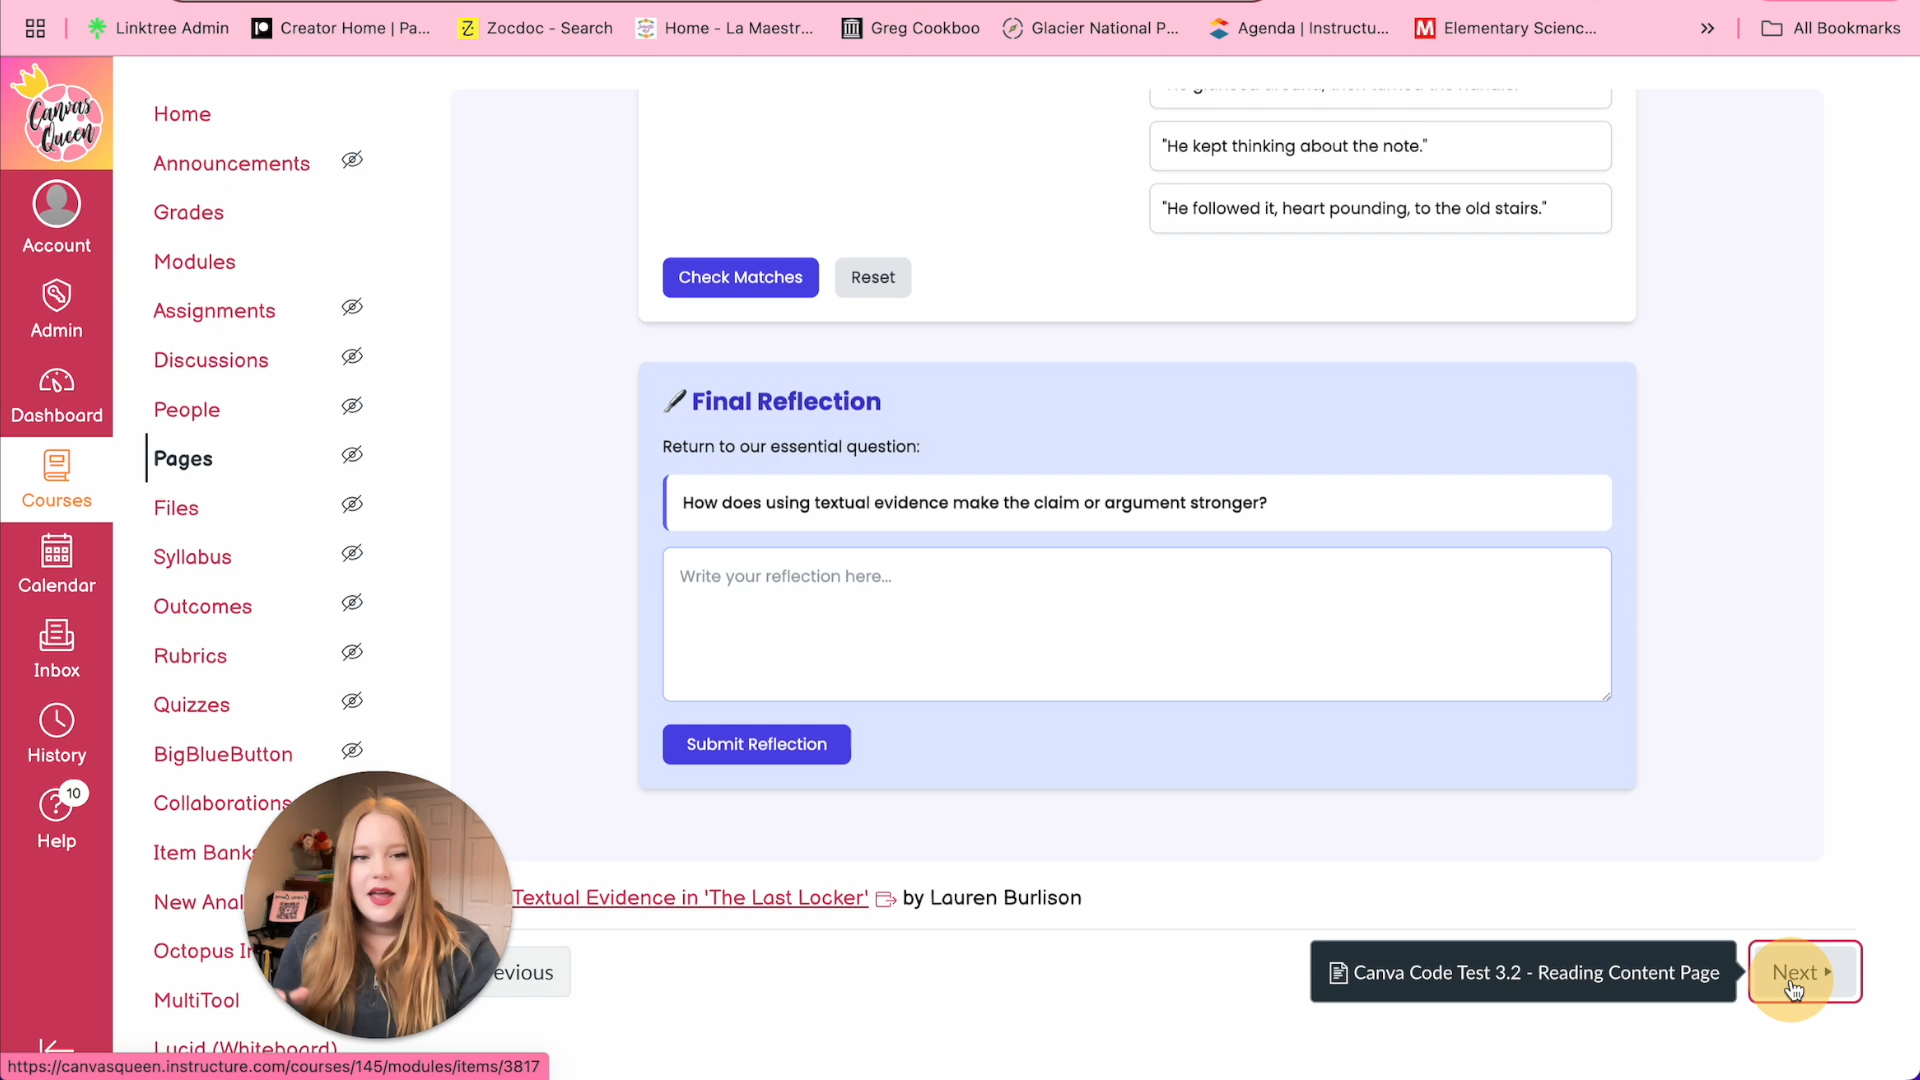 Linktree Admin
Creator Home | Pa...
Zocdoc - Search
Home - La Maestr...
Greg Cookboo
Glacier National P...
Agenda | Instructu...
Elementary Scienc...
All Bookmarks
Canvas
Queen
Account
Admin
Dashboard
Courses
Calendar
Inbox
History
10
Help
Home
Announcements
Grades
Modules
Assignments
Discussions
People
Pages
Files
Syllabus
Outcomes
Rubrics
Quizzes
BigBlueButton
Collaborations
Item Banks
New Anal
Octopus I
MultiTool
Lucid (Whiteboard)
"He kept thinking about the note."
"He followed it, heart pounding, to the old stairs."
Check Matches
Reset
Final Reflection
Return to our essential question:
How does using textual evidence make the claim or argument stronger?
Write your reflection here...
Submit Reflection
Textual Evidence in 'The Last Locker' by Lauren Burlison
evious
Canva Code Test 3.2 - Reading Content Page
Next
https://canvasqueen.instructure.com/courses/145/modules/items/3817